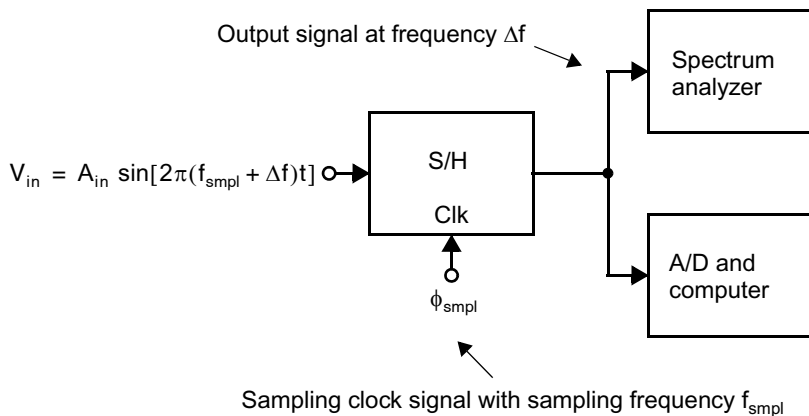 Output signal at frequency Δf
Spectrum
analyzer
V_in = A_in sin[2π(f_smpl + Δf)t]
S/H
Clk
A/D and
computer
ϕ_smpl
Sampling clock signal with sampling frequency f_smpl